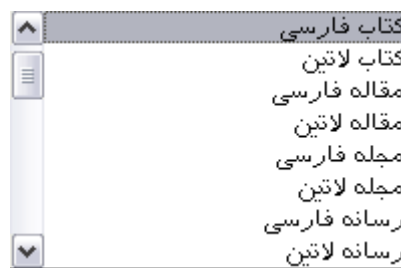 کتاب فارسی
کتاب لاتین
مقاله فارسی
مقاله لاتین
مجله فارسی
مجله لاتین
رسانه فارسی
رسانه لاتین